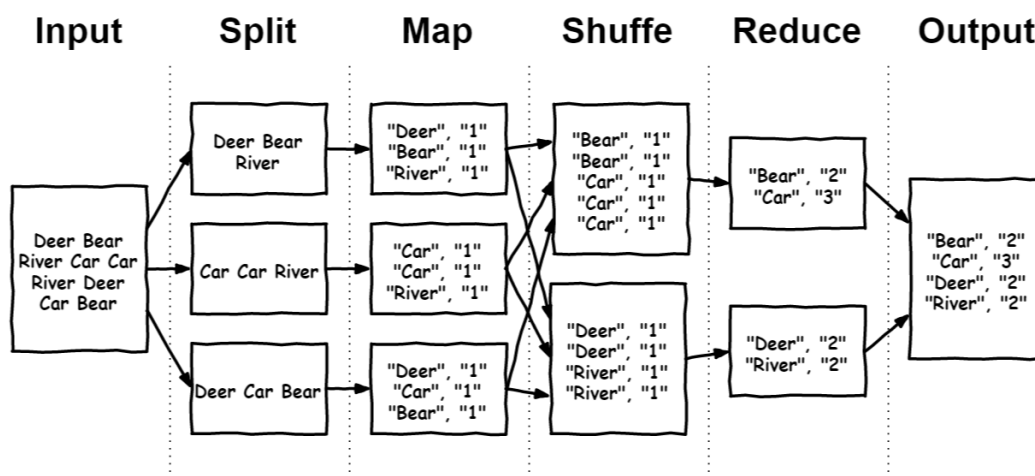 Input
Split
Map
Shuffe
Reduce
Output
Deer Bear
River Car Car
River Deer
Car Bear
Deer Bear
River
Car Car River
Deer Car Bear
"Deer", "1"
"Bear", "1"
"River", "1"
"Car", "1"
"Car", "1"
"River", "1"
"Deer", "1"
"Car", "1"
"Bear", "1"
"Bear", "1"
"Bear", "1"
"Car", "1"
"Car", "1"
"Car", "1"
"Deer", "1"
"Deer", "1"
"River", "1"
"River", "1"
"Bear", "2"
"Car", "3"
"Deer", "2"
"River", "2"
"Bear", "2"
"Car", "3"
"Deer", "2"
"River", "2"